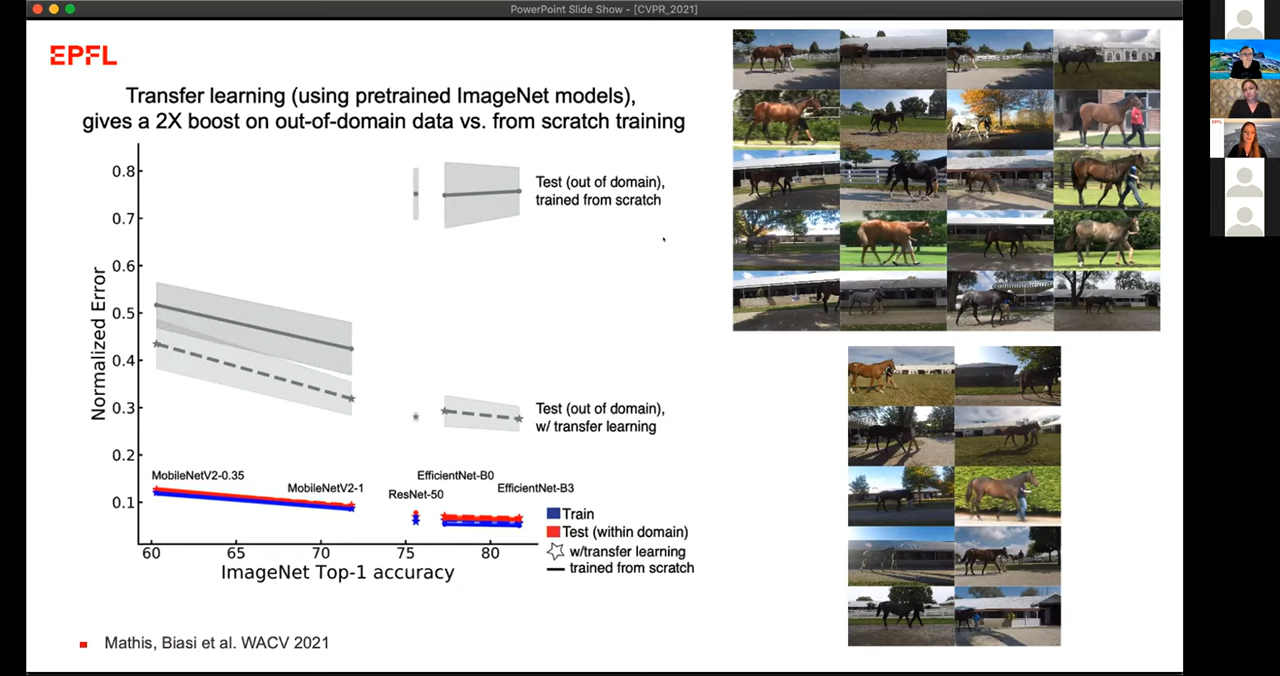 PowerPoint Slide Show - [CVPR_2021]
EPFL
Transfer learning (using pretrained ImageNet models),
gives a 2X boost on out-of-domain data vs. from scratch training
0.8
0.7
0.6
0.5
0.4
0.3
0.2
0.1
Normalized Error
Test (out of domain),
trained from scratch
Test (out of domain),
w/ transfer learning
MobileNetV2-0.35
MobileNetV2-1
ResNet-50
EfficientNet-B0
EfficientNet-B3
Train
Test (within domain)
w/transfer learning
trained from scratch
60 65 70 75 80
ImageNet Top-1 accuracy
Mathis, Biasi et al. WACV 2021
EPFL